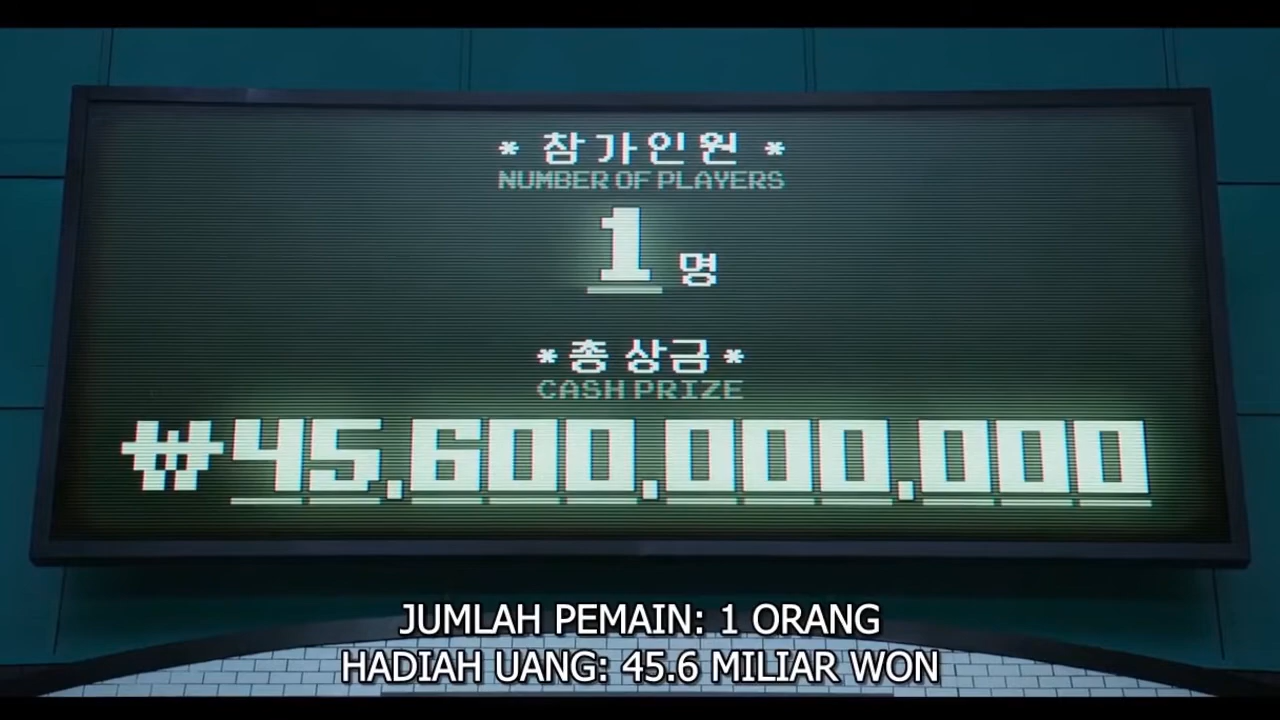 * 참가인원 *
NUMBER OF PLAYERS
1 명
* 총 상금 *
CASH PRIZE
₩45,600,000,000
JUMLAH PEMAIN: 1 ORANG
HADIAH UANG: 45.6 MILIAR WON